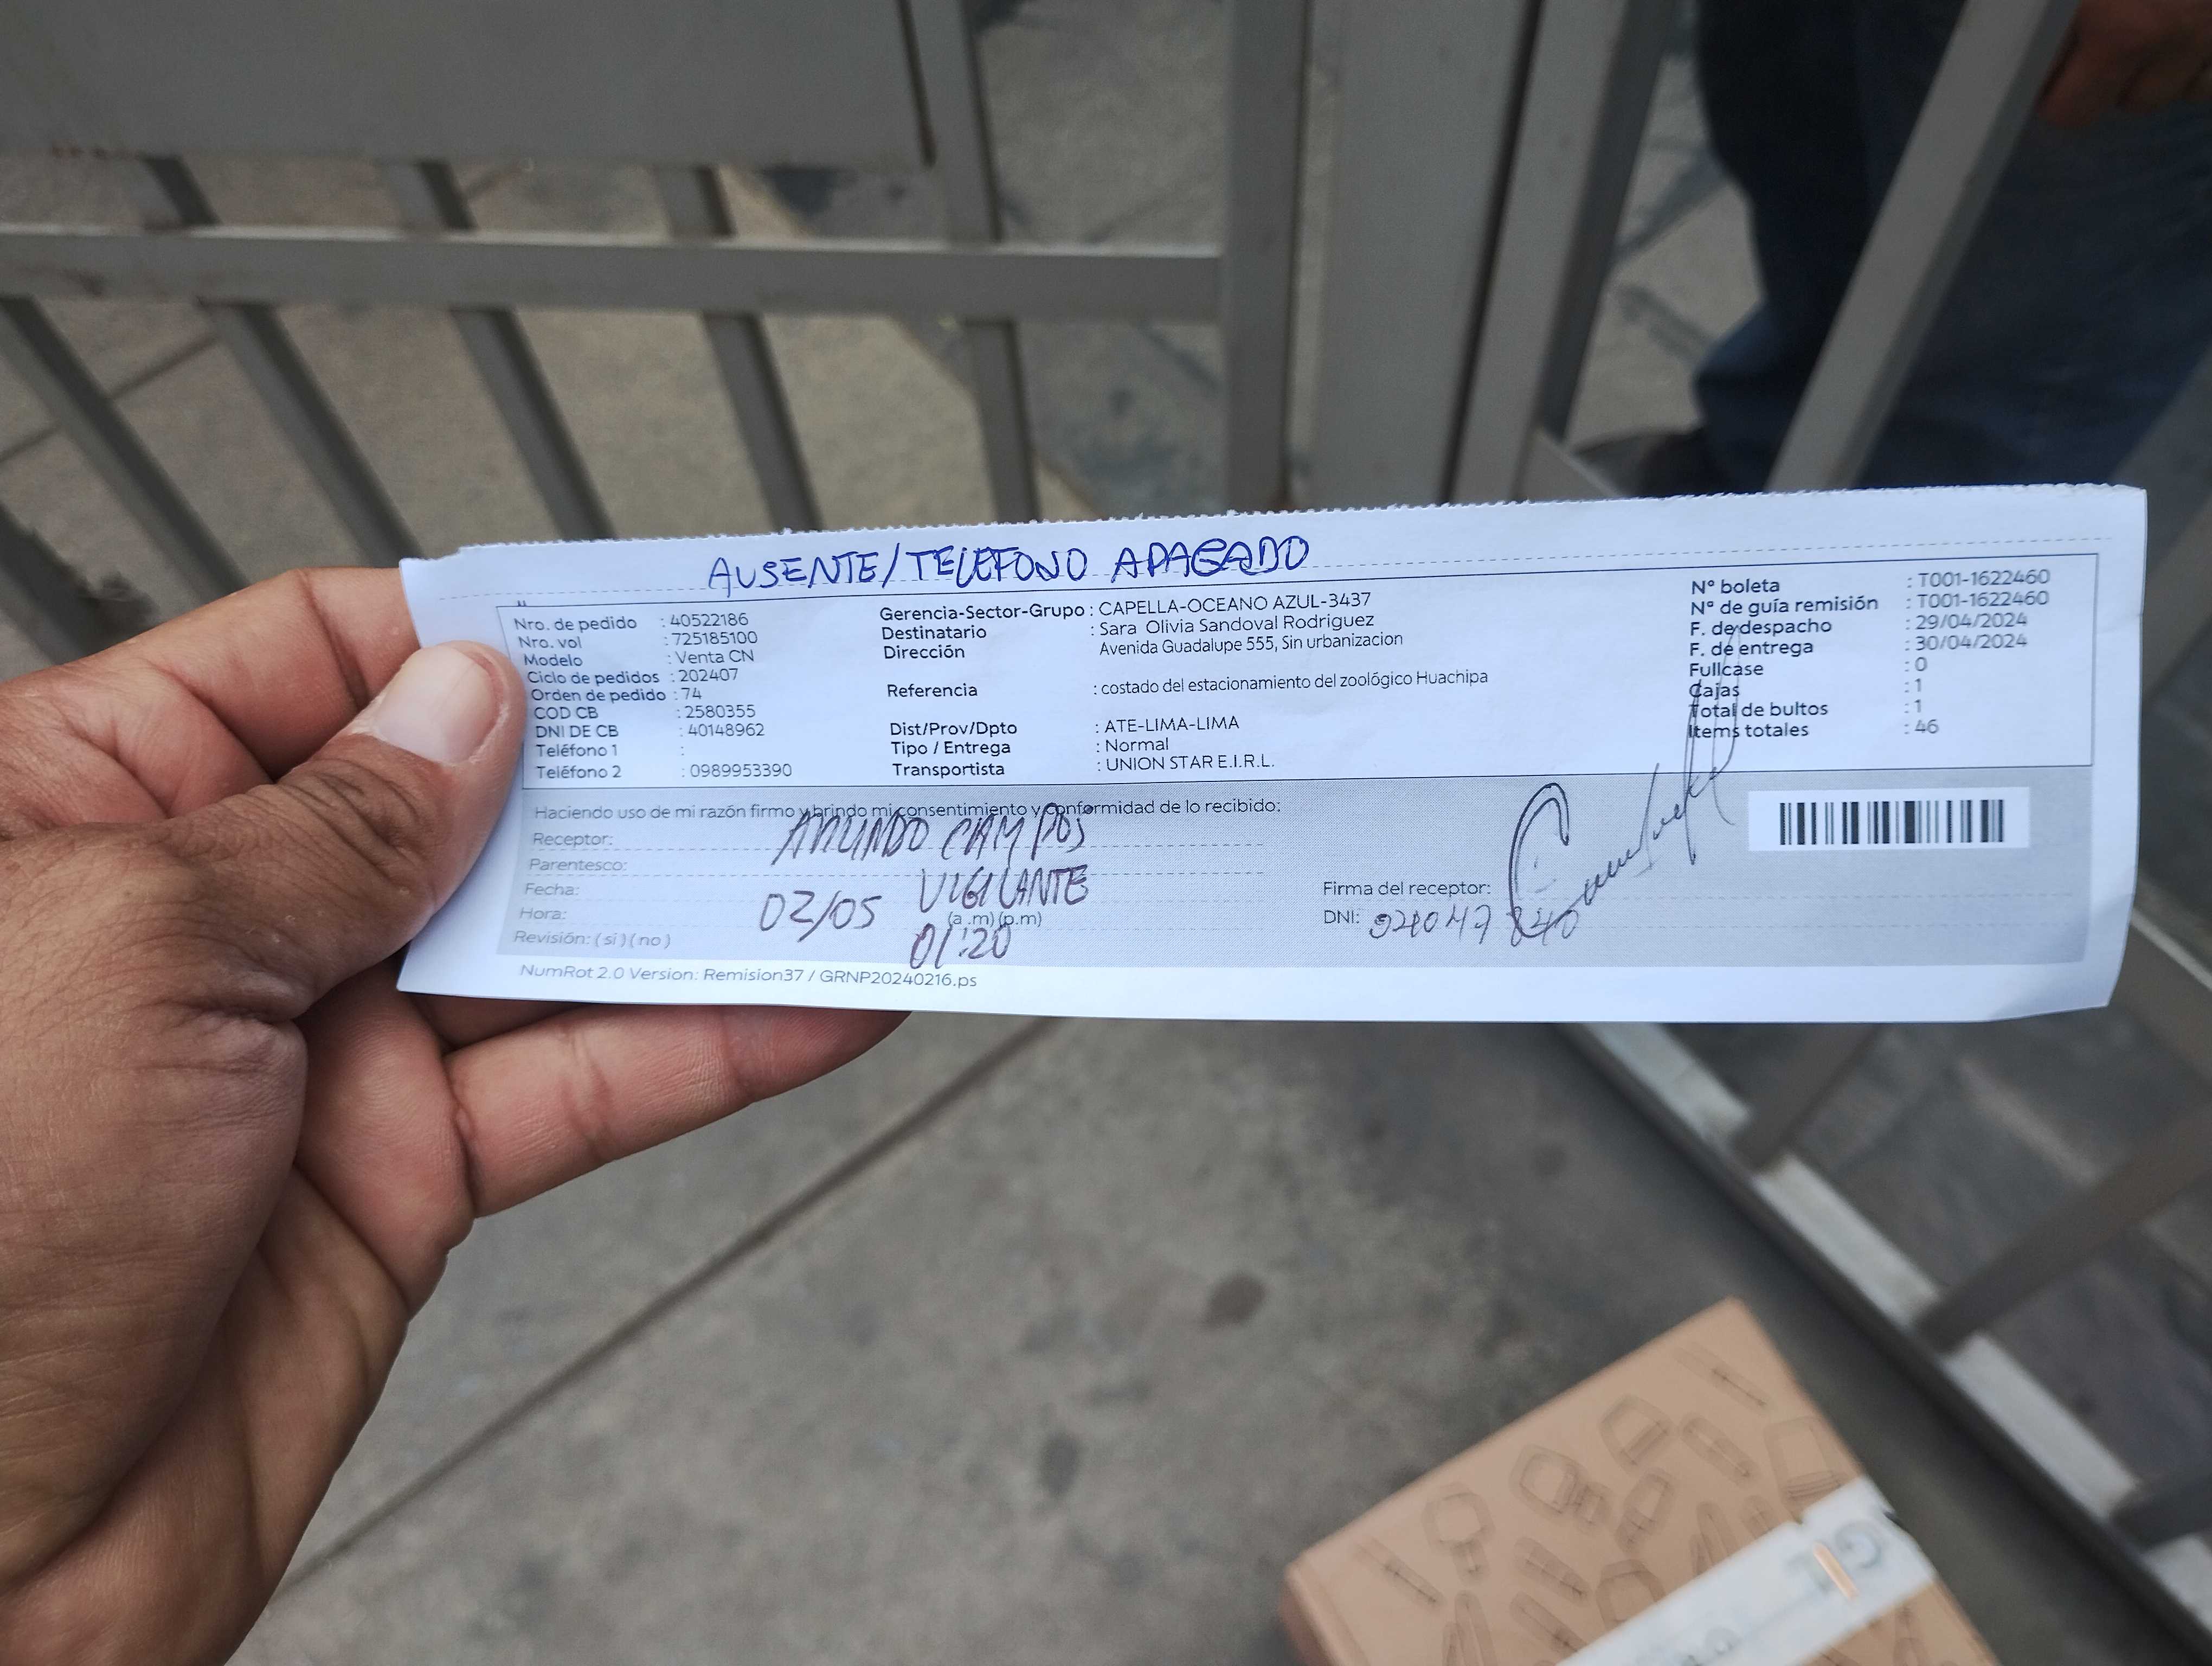 AUSENTE/TELEFONO APAGADO
Nro. de pedido : 40522186
Nro. vol : 725185100
Modelo : Venta CN
Ciclo de pedidos : 202407
Orden de pedido : 74
COD CB : 2580355
DNI DE CB : 40148962
Teléfono 1 :
Teléfono 2 : 0989953390
Gerencia-Sector-Grupo : CAPELLA-OCEANO AZUL-3437
Destinatario : Sara Olivia Sandoval Rodriguez
Dirección Avenida Guadalupe 555, Sin urbanizacion
Referencia : costado del estacionamiento del zoológico Huachipa
Dist/Prov/Dpto : ATE-LIMA-LIMA
Tipo / Entrega : Normal
Transportista : UNION STAR E.I.R.L.
Nº boleta : T001-1622460
Nº de guía remisión : T001-1622460
F. de despacho : 29/04/2024
F. de entrega : 30/04/2024
Fullcase : 0
Cajas : 1
Total de bultos : 1
Items totales : 46
Haciendo uso de mi razón firmo y brindo mi consentimiento y conformidad de lo recibido:
Receptor: CAMPOS
Parentesco: VIGILANTE
Fecha: 02/05
Hora: 01:20 (a.m)(p.m)
Revisión: (si)(no)
Firma del receptor:
DNI:
NumRot 2.0 Version: Remision37 / GRNP20240216.ps